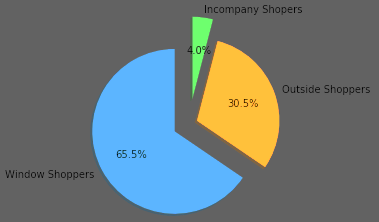 Incompany Shopers
4.0%
Outside Shoppers
30.5%
65.5%
Window Shoppers